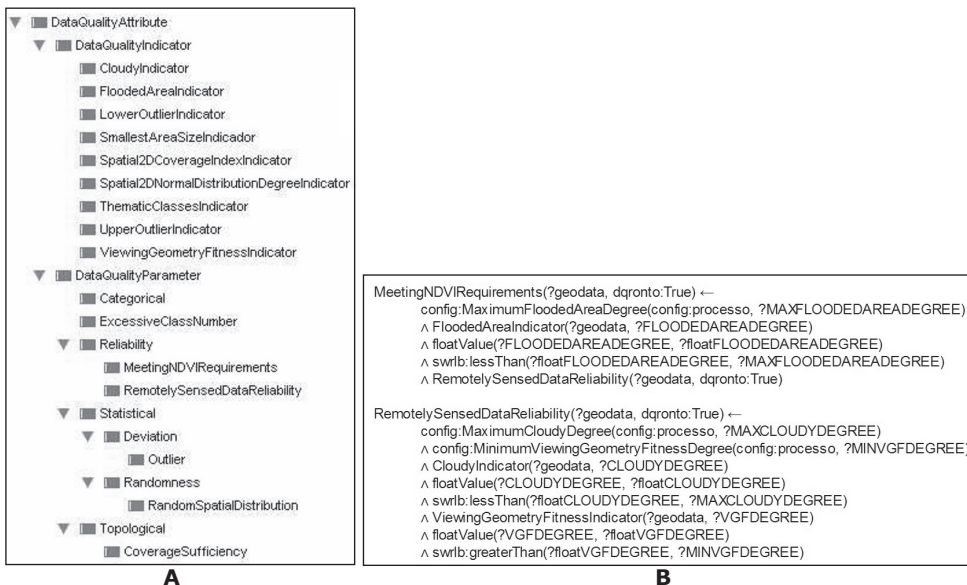 DataQualityAttribute
DataQualityIndicator
CloudyIndicator
FloodedAreaIndicator
LowerOutlierIndicator
SmallestAreaSizeIndicador
Spatial2DCoverageIndexIndicator
Spatial2DNormalDistributionDegreeIndicator
ThematicClassesIndicator
UpperOutlierIndicator
ViewingGeometryFitnessIndicator
DataQualityParameter
Categorical
ExcessiveClassNumber
Reliability
MeetingNDVIRequirements
RemotelySensedDataReliability
Statistical
Deviation
Outlier
Randomness
RandomSpatialDistribution
Topological
CoverageSufficiency
A
MeetingNDVIRequirements(?geodata, dqronto:True) ←
config:MaximumFloodedAreaDegree(config:processo, ?MAXFLOODEDAREADEGREE)
∧ FloodedAreaIndicator(?geodata, ?FLOODEDAREADEGREE)
∧ floatValue(?FLOODEDAREADEGREE, ?floatFLOODEDAREADEGREE)
∧ swrlb:lessThan(?floatFLOODEDAREADEGREE, ?MAXFLOODEDAREADEGREE)
∧ RemotelySensedDataReliability(?geodata, dqronto:True)
RemotelySensedDataReliability(?geodata, dqronto:True) ←
config:MaximumCloudyDegree(config:processo, ?MAXCLOUDYDEGREE)
∧ config:MinimumViewingGeometryFitnessDegree(config:processo, ?MINVGFDEGREE)
∧ CloudyIndicator(?geodata, ?CLOUDYDEGREE)
∧ floatValue(?CLOUDYDEGREE, ?floatCLOUDYDEGREE)
∧ swrlb:lessThan(?floatCLOUDYDEGREE, ?MAXCLOUDYDEGREE)
∧ ViewingGeometryFitnessIndicator(?geodata, ?VGFDEGREE)
∧ floatValue(?VGFDEGREE, ?floatVGFDEGREE)
∧ swrlb:greaterThan(?floatVGFDEGREE, ?MINVGFDEGREE)
B